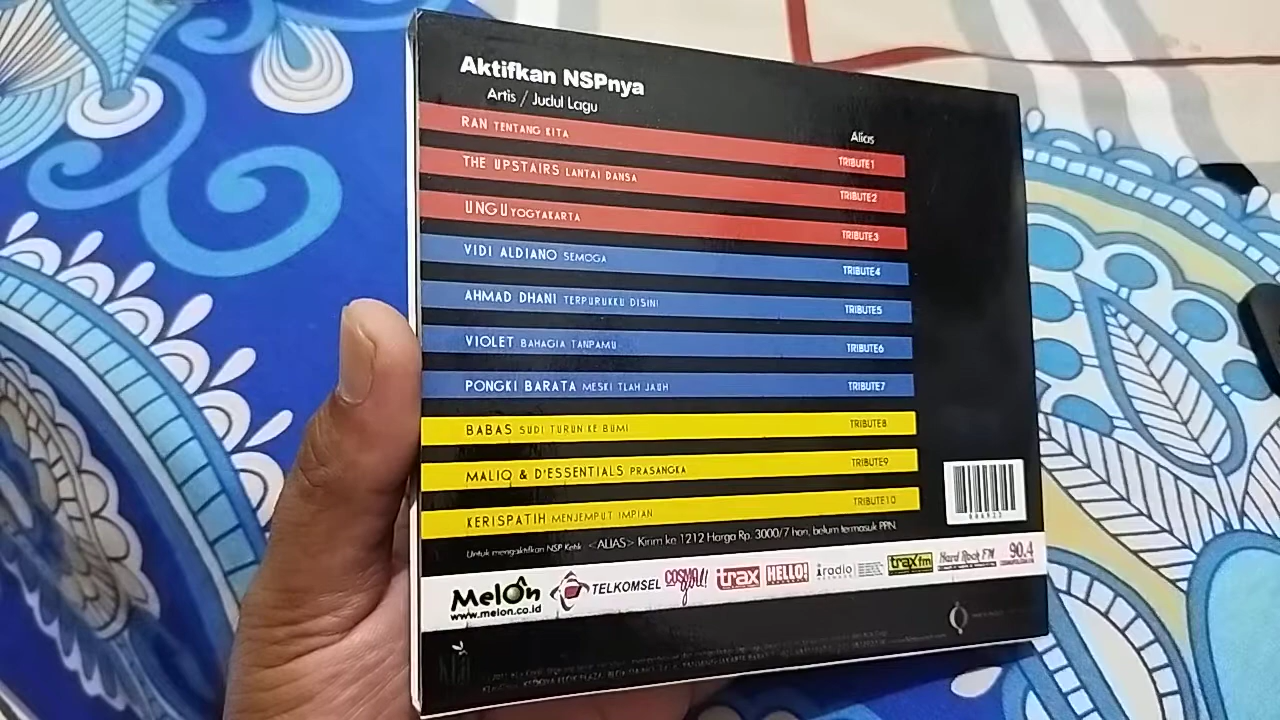 Aktifkan NSPnya
Artis / Judul Lagu Alias
RAN TENTANG KITA TRIBUTE1
THE UPSTAIRS LANTAI DANSA TRIBUTE2
UNGU YOGYAKARTA TRIBUTE3
VIDI ALDIANO SEMOGA TRIBUTE4
AHMAD DHANI TERPURUKKU DISINI TRIBUTE5
VIOLET BAHAGIA TANPAMU TRIBUTE6
PONGKI BARATA MESKI TLAH JAUH TRIBUTE7
BABAS SUDI TURUN KE BUMI TRIBUTE8
MALIQ & D'ESSENTIALS PRASANGKA TRIBUTE9
KERISPATIH MENJEMPUT IMPIAN TRIBUTE10
Untuk mengaktifkan NSP Ketik <ALIAS> Kirim ke 1212 Harga Rp. 3000/7 hari, belum termasuk PPN.
MelOn TELKOMSEL COSMO girl! trax HELLO! iradio traxfm Hard Rock FM 90.4
www.melon.co.id